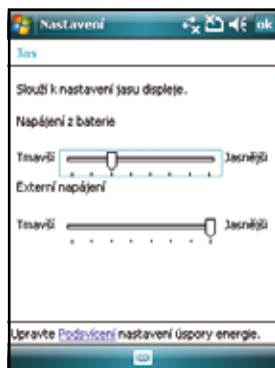 Nastavení ok
Jas
Slouží k nastavení jasu displeje.
Napájení z baterie
Tmavší Jasnější
Externí napájení
Tmavší Jasnější
Upravte Podsvícení nastavení úspory energie.